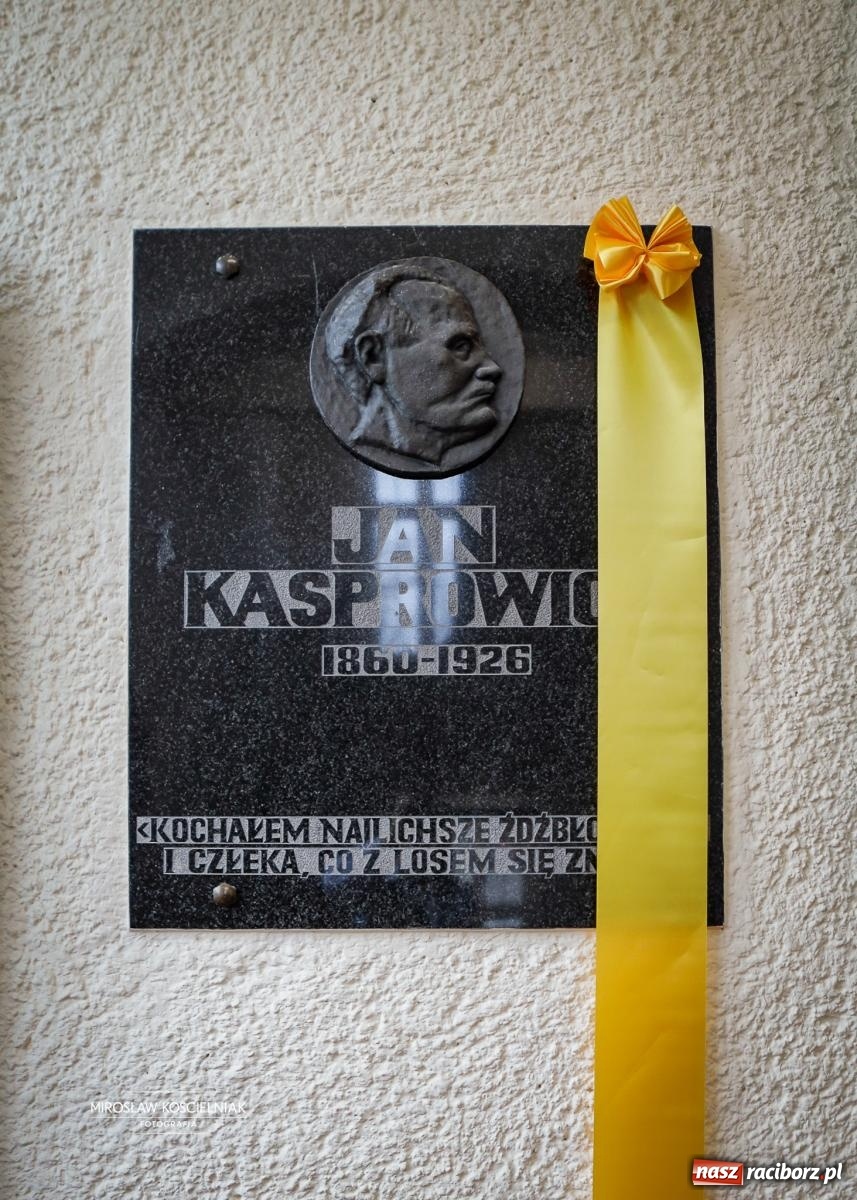 JAN
KASPROWIC
1860-1926
<KOCHAŁEM NAJLICHSZE ŹDŹBŁO
I CZŁEKA, CO Z LOSEM SIĘ ZN
MIROSŁAW KOŚCIELNIAK
FOTOGRAFIA
nasz raciborz.pl